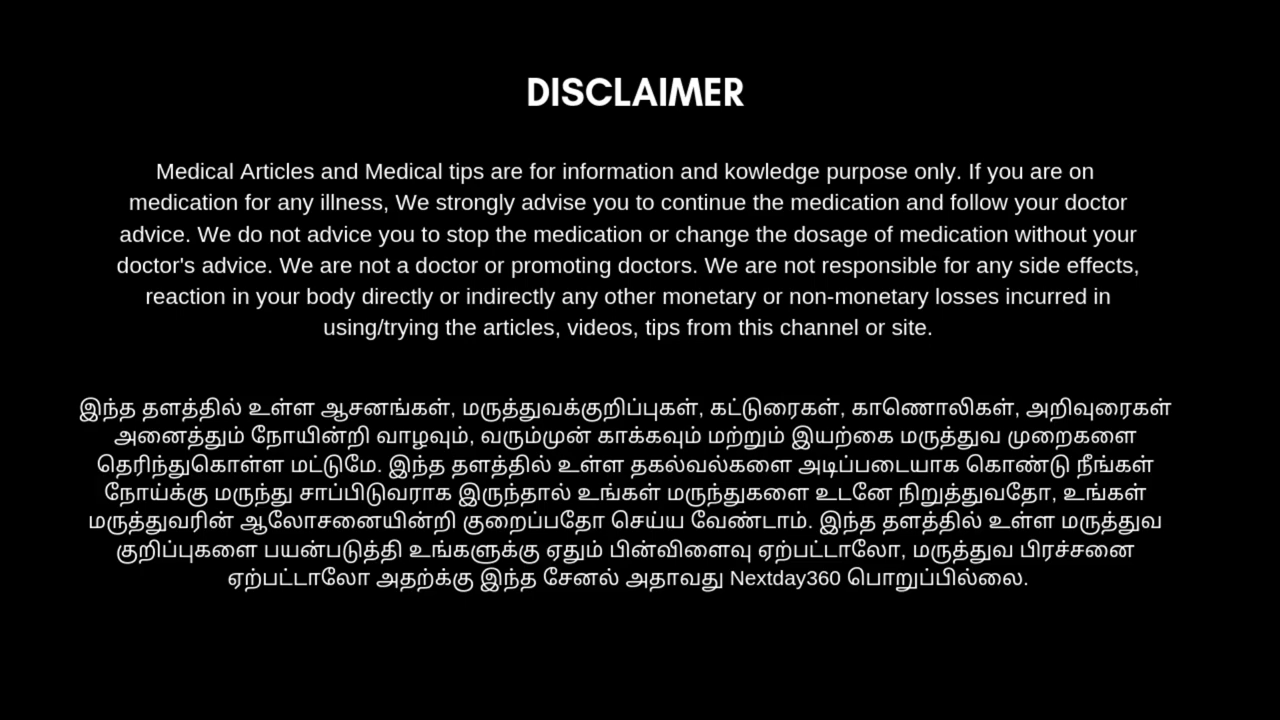 DISCLAIMER
Medical Articles and Medical tips are for information and kowledge purpose only. If you are on
medication for any illness, We strongly advise you to continue the medication and follow your doctor
advice. We do not advice you to stop the medication or change the dosage of medication without your
doctor's advice. We are not a doctor or promoting doctors. We are not responsible for any side effects,
reaction in your body directly or indirectly any other monetary or non-monetary losses incurred in
using/trying the articles, videos, tips from this channel or site.
இந்த தளத்தில் உள்ள ஆசனங்கள், மருத்துவக்குறிப்புகள், கட்டுரைகள், காணொலிகள், அறிவுரைகள்
அனைத்தும் நோயின்றி வாழவும், வரும்முன் காக்கவும் மற்றும் இயற்கை மருத்துவ முறைகளை
தெரிந்துகொள்ள மட்டுமே. இந்த தளத்தில் உள்ள தகல்வல்களை அடிப்படையாக கொண்டு நீங்கள்
நோய்க்கு மருந்து சாப்பிடுவராக இருந்தால் உங்கள் மருந்துகளை உடனே நிறுத்துவதோ, உங்கள்
மருத்துவரின் ஆலோசனையின்றி குறைப்பதோ செய்ய வேண்டாம். இந்த தளத்தில் உள்ள மருத்துவ
குறிப்புகளை பயன்படுத்தி உங்களுக்கு ஏதும் பின்விளைவு ஏற்பட்டாலோ, மருத்துவ பிரச்சனை
ஏற்பட்டாலோ அதற்க்கு இந்த சேனல் அதாவது Nextday360 பொறுப்பில்லை.